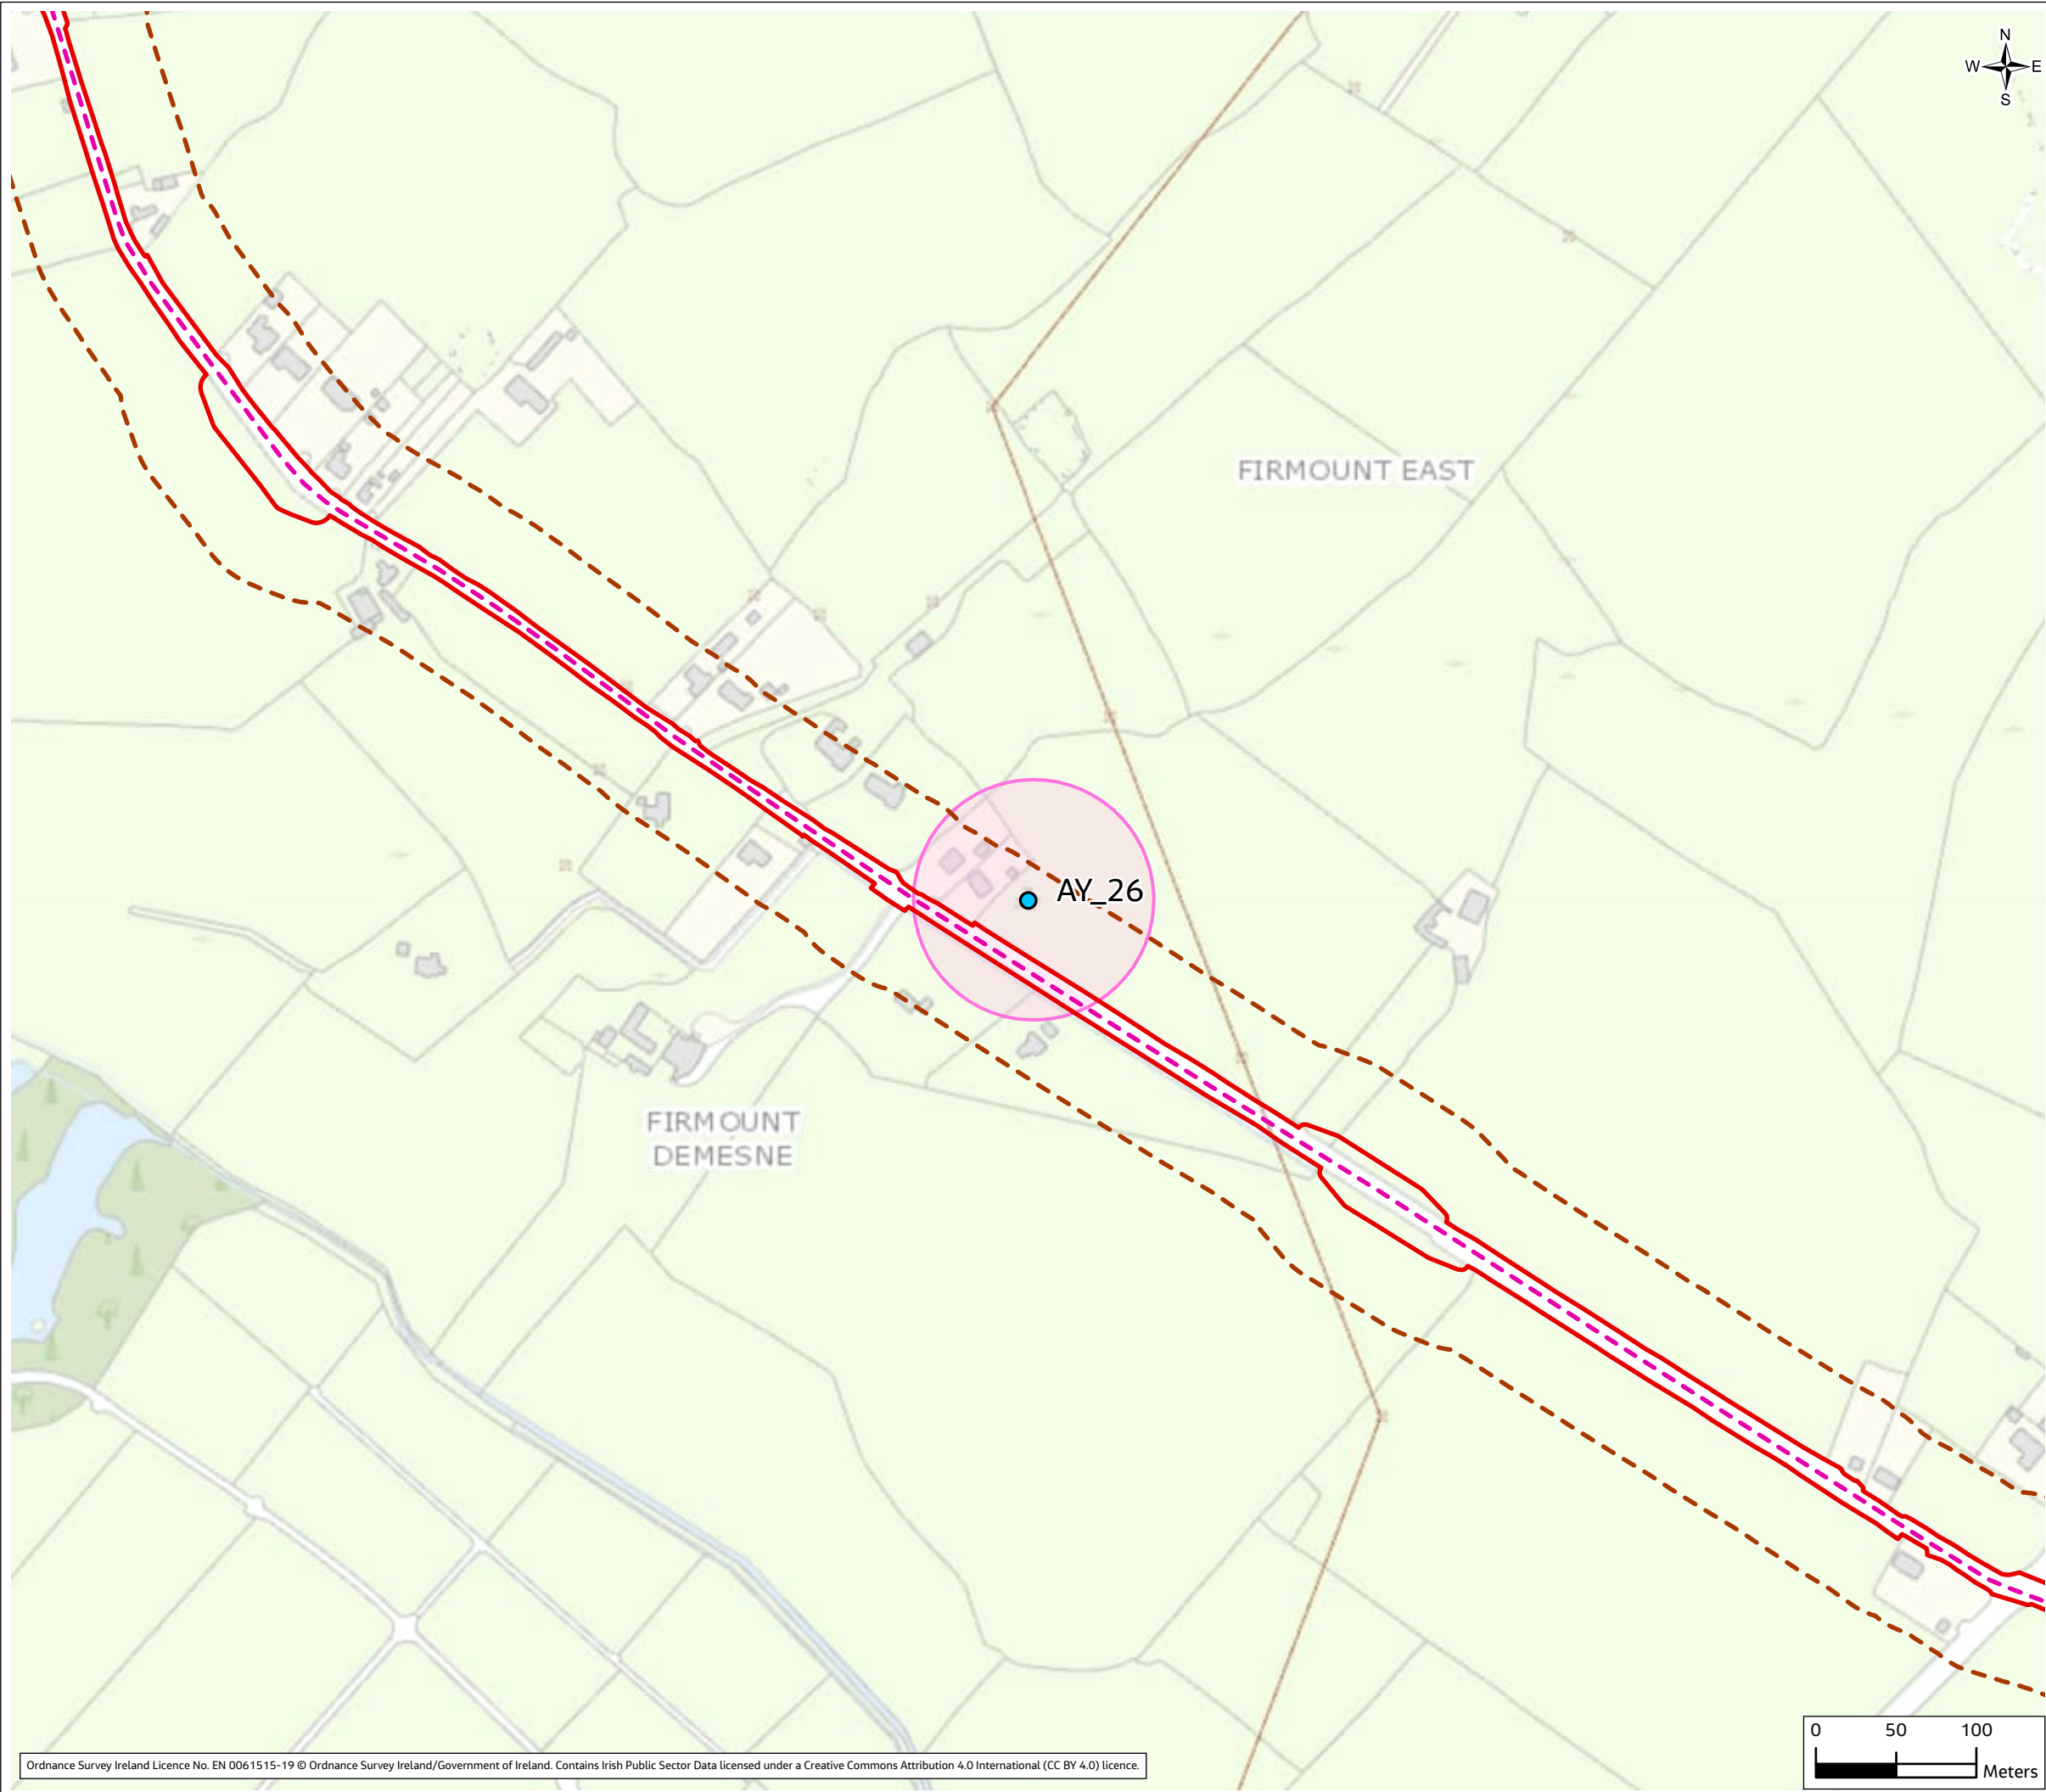 N
W E
S
FIRMOUNT EAST
AY_26
FIRMOUNT
DEMESNE
0 50 100
Meters
Ordnance Survey Ireland Licence No. EN 0061515-19 © Ordnance Survey Ireland/Government of Ireland. Contains Irish Public Sector Data licensed under a Creative Commons Attribution 4.0 International (CC BY 4.0) licence.